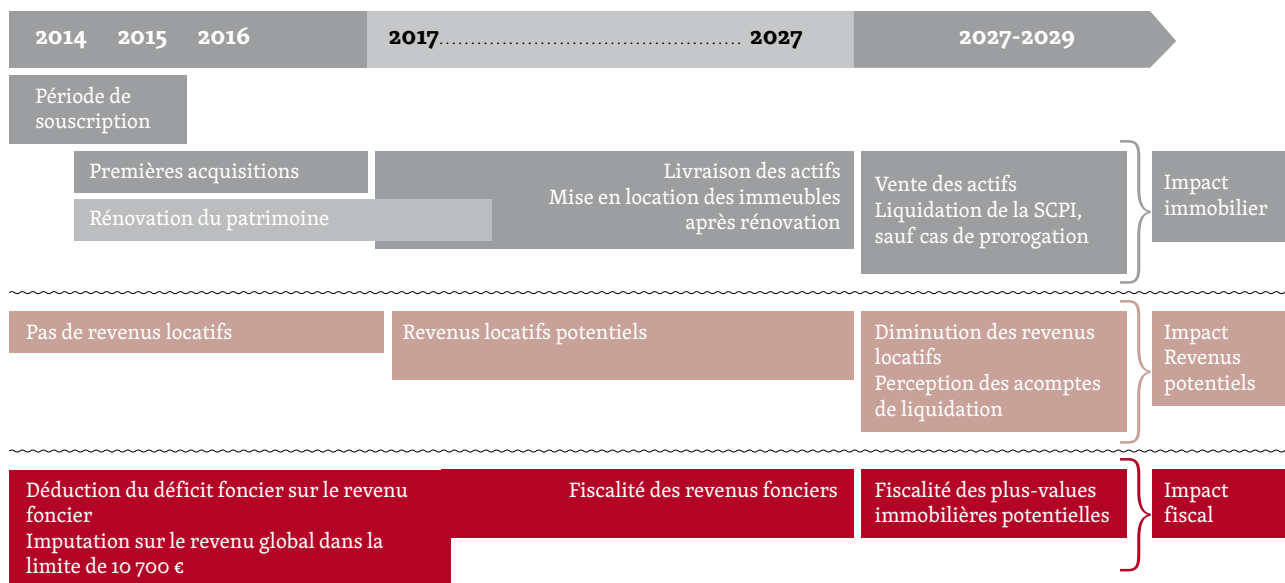 2014 2015 2016 2017........................................................ 2027 2027-2029
Période de
souscription
Premières acquisitions
Rénovation du patrimoine
Livraison des actifs
Mise en location des immeubles
après rénovation
Vente des actifs
Liquidation de la SCPI,
sauf cas de prorogation
Impact
immobilier
Pas de revenus locatifs
Revenus locatifs potentiels
Diminution des revenus
locatifs
Perception des acomptes
de liquidation
Impact
Revenus
potentiels
Déduction du déficit foncier sur le revenu
foncier
Imputation sur le revenu global dans la
limite de 10 700 €
Fiscalité des revenus fonciers
Fiscalité des plus-values
immobilières potentielles
Impact
fiscal